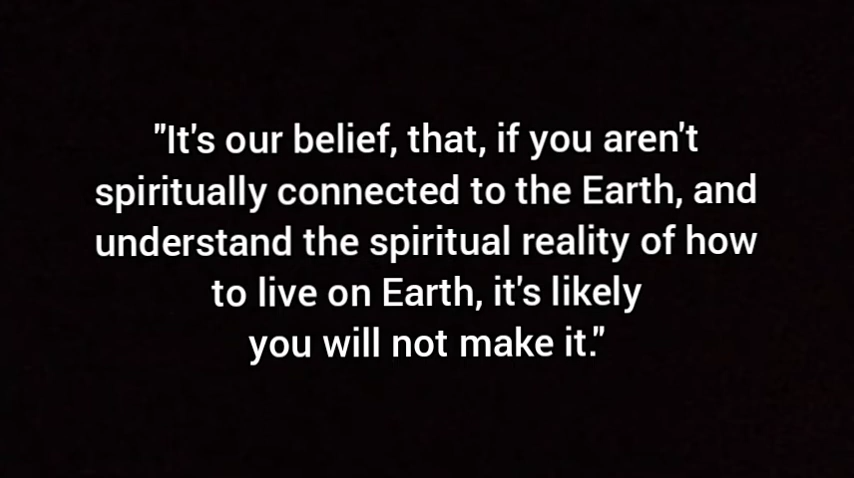 "It's our belief, that, if you aren't
spiritually connected to the Earth, and
understand the spiritual reality of how
to live on Earth, it's likely
you will not make it."